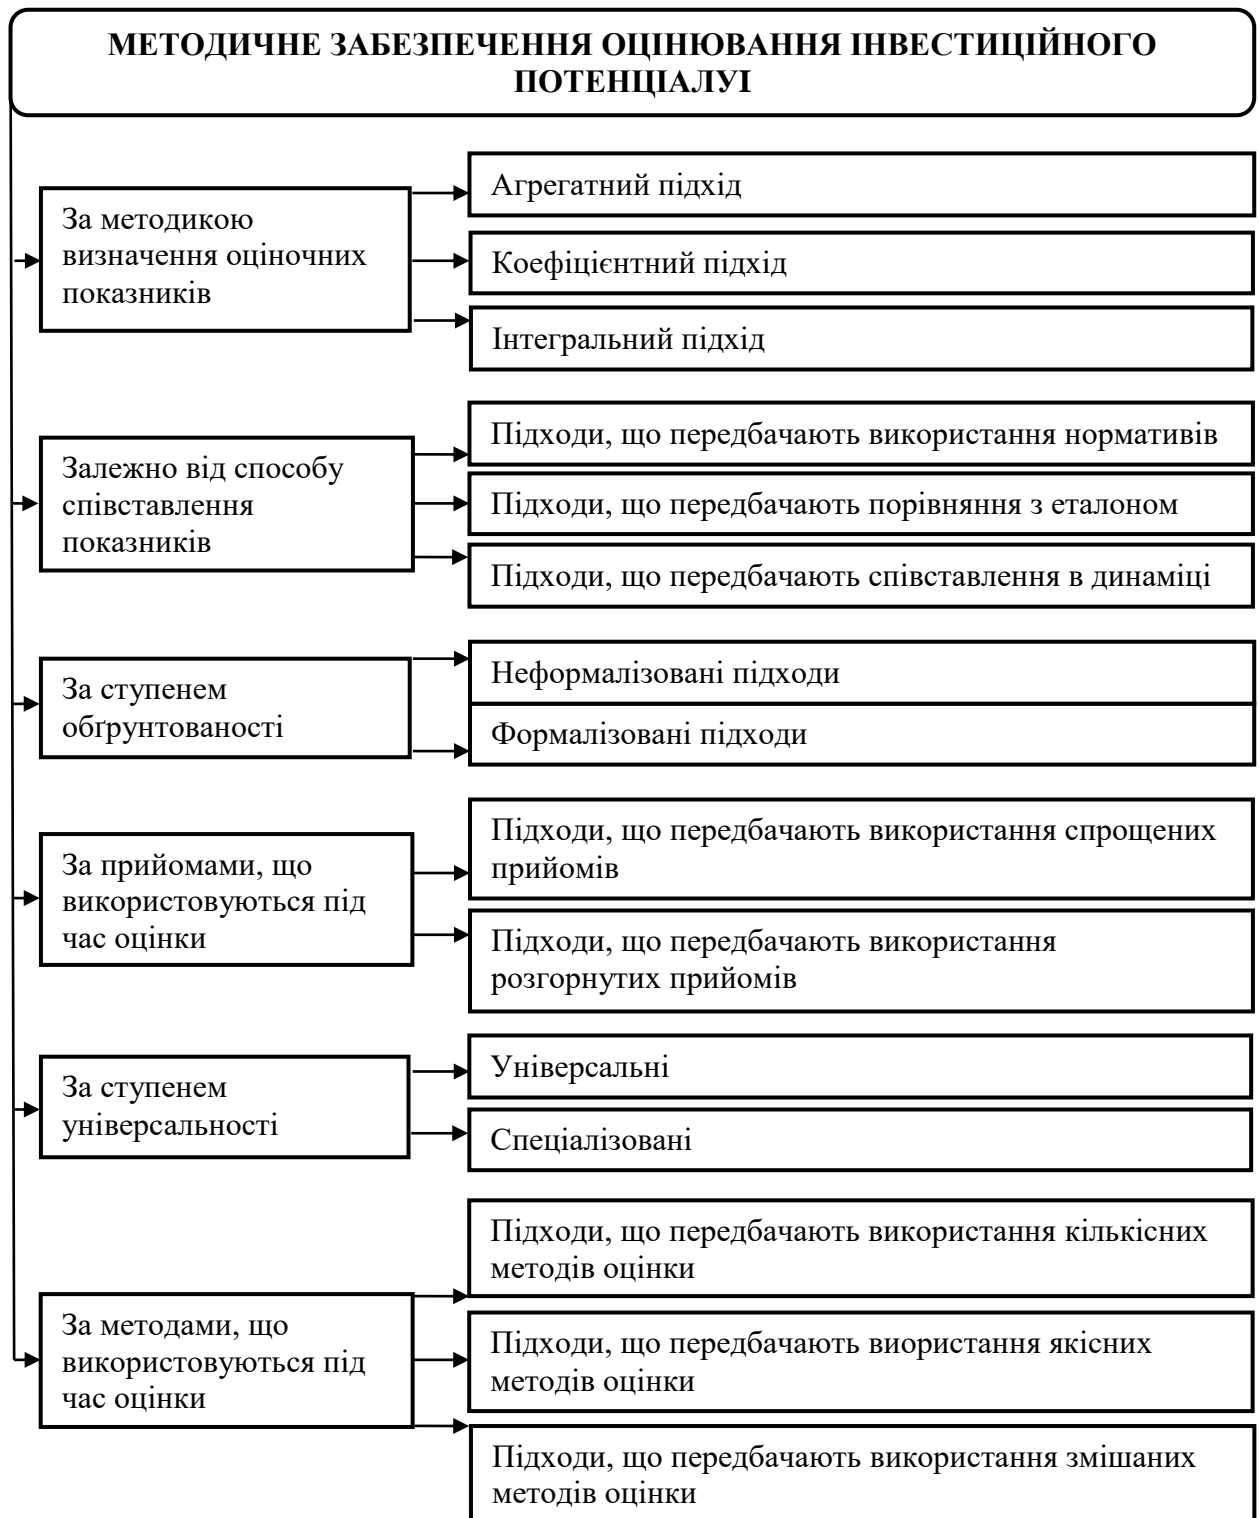 МЕТОДИЧНЕ ЗАБЕЗПЕЧЕННЯ ОЦІНЮВАННЯ ІНВЕСТИЦІЙНОГО
ПОТЕНЦІАЛУІ
За методикою
визначення оціночних
показників
Агрегатний підхід
Коефіцієнтний підхід
Інтегральний підхід
Залежно від способу
співставлення
показників
Підходи, що передбачають використання нормативів
Підходи, що передбачають порівняння з еталоном
Підходи, що передбачають співставлення в динаміці
За ступенем
обґрунтованості
Неформалізовані підходи
Формалізовані підходи
За прийомами, що
використовуються під
час оцінки
Підходи, що передбачають використання спрощених
прийомів
Підходи, що передбачають використання
розгорнутих прийомів
За ступенем
універсальності
Універсальні
Спеціалізовані
За методами, що
використовуються під
час оцінки
Підходи, що передбачають використання кількісних
методів оцінки
Підходи, що передбачають виористання якісних
методів оцінки
Підходи, що передбачають використання змішаних
методів оцінки